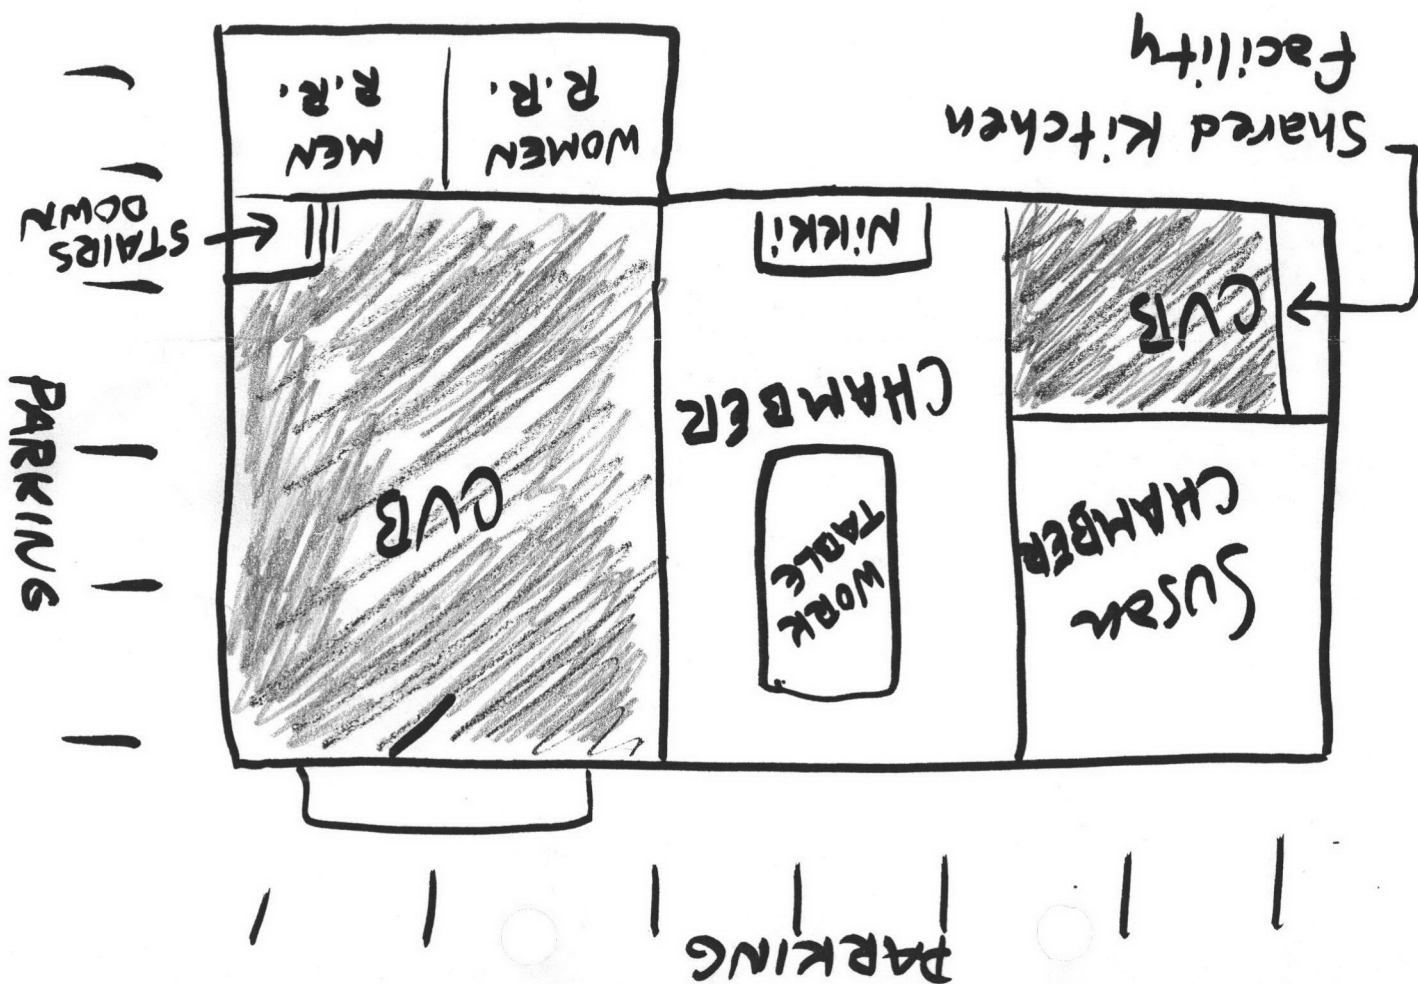 PARKING
Susan
CHAMBER
WORK
TABLE
CVB
CHAMBER
CVB
Nikki
STAIRS
DOWN
WOMEN
R.R.
MEN
R.R.
Shared Kitchen
Facility
PARKING